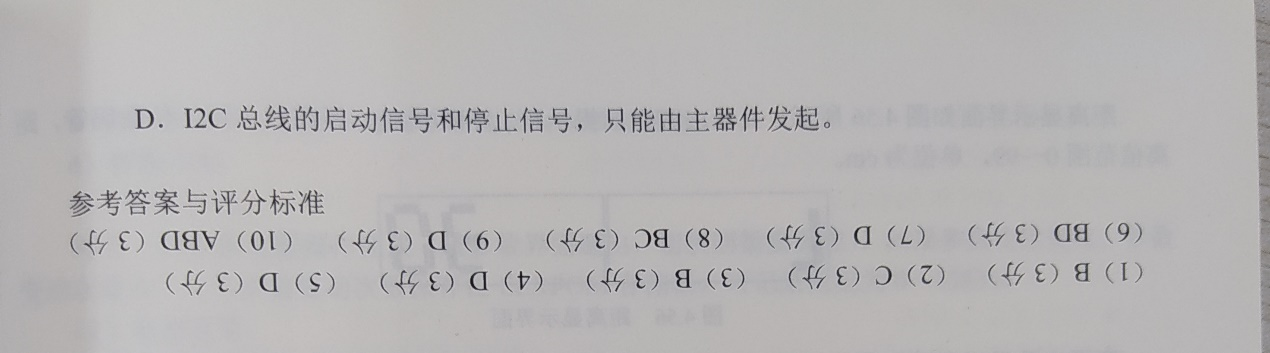 D. I2C 总线的启动信号和停止信号，只能由主器件发起。
参考答案与评分标准
（1）B（3 分） （2）C（3 分） （3）B（3 分） （4）D（3 分） （5）D（3 分）
（6）BD（3 分） （7）D（3 分） （8）BC（3 分） （9）D（3 分） （10）ABD（3 分）